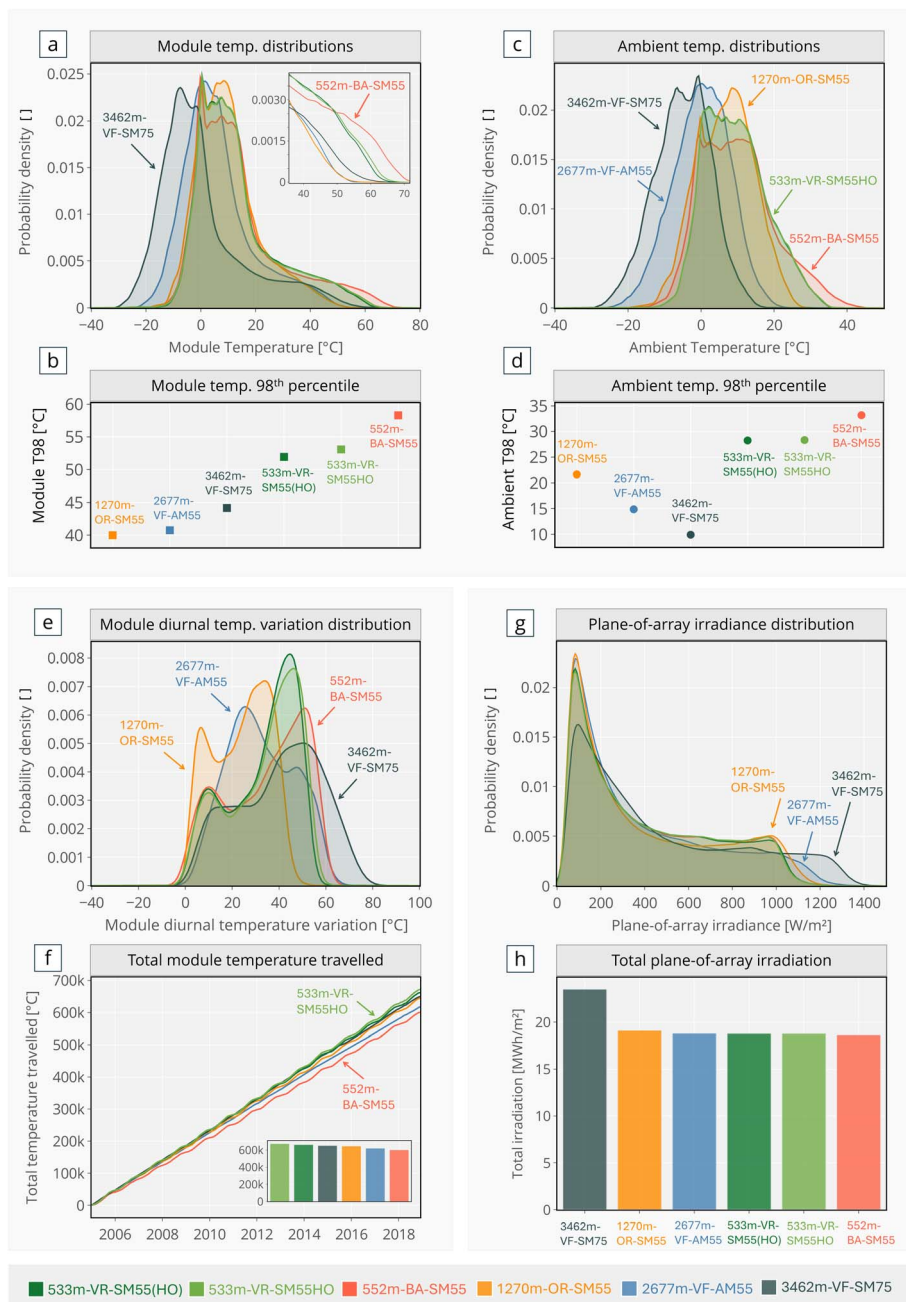 a
Module temp. distributions
0.025
0.02
0.015
0.01
0.005
0
Probability density [ ]
3462m-
VF-SM75
552m-BA-SM55
0.0030
0.0015
0
40
50
60
70
−40
−20
0
20
40
60
80
Module Temperature [°C]
c
Ambient temp. distributions
0.02
0.015
0.01
0.005
0
Probability density [ ]
3462m-
VF-SM75
1270m-OR-SM55
2677m-VF-AM55
533m-VR-SM55HO
552m-BA-SM55
−40
−20
0
20
40
Ambient Temperature [°C]
b
Module temp. 98th percentile
60
55
50
45
40
Module T98 [°C]
1270m-
OR-SM55
2677m-
VF-AM55
3462m-
VF-SM75
533m-VR-
SM55(HO)
533m-VR-
SM55HO
552m-
BA-SM55
d
Ambient temp. 98th percentile
35
30
25
20
15
10
Ambient T98 [°C]
1270m-
OR-SM55
2677m-
VF-AM55
3462m-
VF-SM75
533m-VR-
SM55(HO)
533m-VR-
SM55HO
552m-
BA-SM55
e
Module diurnal temp. variation distribution
0.008
0.007
0.006
0.005
0.004
0.003
0.002
0.001
0
Probability density [ ]
2677m-
VF-AM55
552m-
BA-SM55
1270m-
OR-SM55
3462m-
VF-SM75
−40
−20
0
20
40
60
80
100
Module diurnal temperature variation [°C]
g
Plane-of-array irradiance distribution
0.02
0.015
0.01
0.005
0
Probability density [ ]
1270m-
OR-SM55
3462m-
VF-SM75
2677m-
VF-AM55
0
200
400
600
800
1000
1200
1400
Plane-of-array irradiance [W/m²]
f
Total module temperature travelled
700k
600k
500k
400k
300k
200k
100k
0
Total temperature travelled [°C]
533m-VR-
SM55HO
552m-
BA-SM55
600k
400k
200k
0
2006
2008
2010
2012
2014
2016
2018
h
Total plane-of-array irradiation
20
15
10
5
0
Total irradiation [MWh/m²]
3462m-
VF-SM75
1270m-
OR-SM55
2677m-
VF-AM55
533m-VR-
SM55(HO)
533m-VR-
SM55HO
552m-
BA-SM55
533m-VR-SM55(HO) 533m-VR-SM55HO 552m-BA-SM55 1270m-OR-SM55 2677m-VF-AM55 3462m-VF-SM75